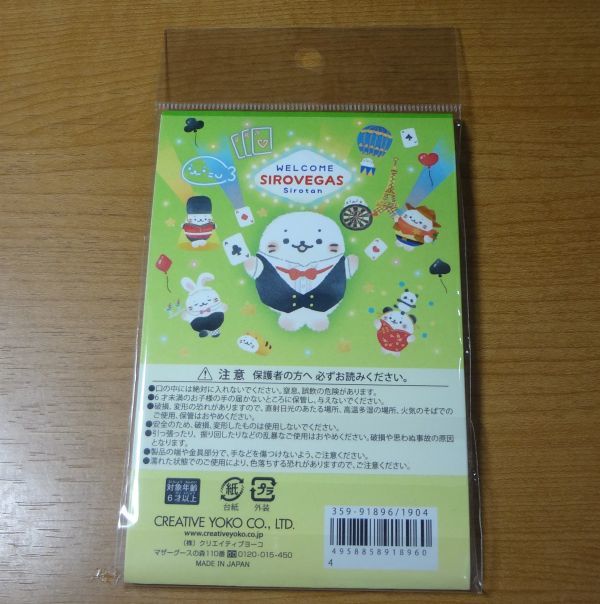 WELCOME
SIROVEGAS
Sirotan
注意 保護者の方へ 必ずお読みください。
●口の中には絶対に入れないでください。窒息、誤飲の危険があります。
●6才未満のお子様の手の届かないところに保管し、与えないでください。
●破損、変形の恐れがありますので、直射日光のあたる場所、高温多湿の場所、火気のそばでの
ご使用、保管はおやめください。
●安全のため、破損、変形したものは使用しないでください。
●引っ張ったり、振り回したりなどの乱暴なご使用はおやめください。破損や思わぬ事故の原因
となります。
●製品の端や金具部分で、手などを傷つけないよう、ご注意ください。
●濡れた状態でのご使用により、色落ちする恐れがありますので、ご注意ください。
対象年齢
6才以上
紙
台紙
プラ
外装
359-91896/1904
CREATIVE YOKO CO., LTD.
www.creativeyoko.co.jp
(株)クリエイティブヨーコ
マザーグースの森110番 0120-015-450
MADE IN JAPAN
4958858918960
4